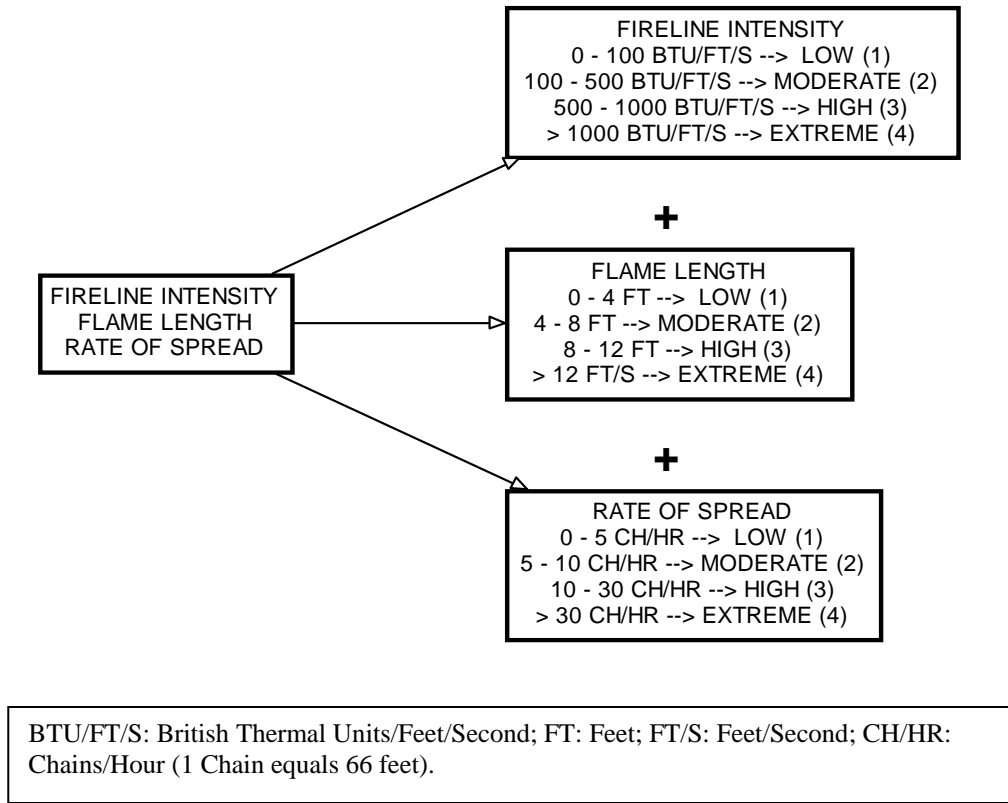 FIRELINE INTENSITY
0 - 100 BTU/FT/S --> LOW (1)
100 - 500 BTU/FT/S --> MODERATE (2)
500 - 1000 BTU/FT/S --> HIGH (3)
> 1000 BTU/FT/S --> EXTREME (4)
+
FIRELINE INTENSITY
FLAME LENGTH
RATE OF SPREAD
FLAME LENGTH
0 - 4 FT --> LOW (1)
4 - 8 FT --> MODERATE (2)
8 - 12 FT --> HIGH (3)
> 12 FT/S --> EXTREME (4)
+
RATE OF SPREAD
0 - 5 CH/HR --> LOW (1)
5 - 10 CH/HR --> MODERATE (2)
10 - 30 CH/HR --> HIGH (3)
> 30 CH/HR --> EXTREME (4)
BTU/FT/S: British Thermal Units/Feet/Second; FT: Feet; FT/S: Feet/Second; CH/HR:
Chains/Hour (1 Chain equals 66 feet).